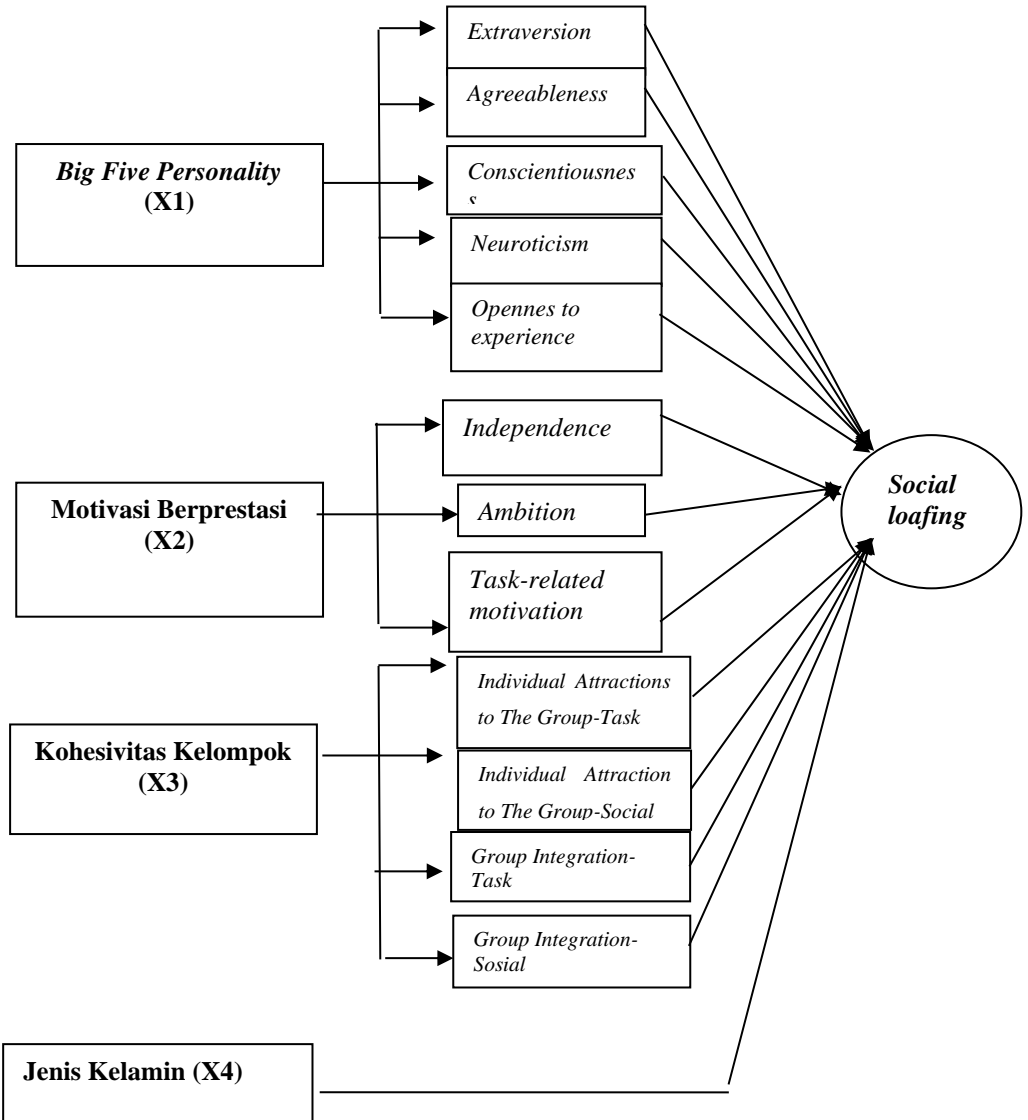 Extraversion
Agreeableness
Big Five Personality
(X1)
Conscientiousnes
s
Neuroticism
Opennes to
experience
Independence
Motivasi Berprestasi
(X2)
Ambition
Task-related
motivation
Social
loafing
Kohesivitas Kelompok
(X3)
Individual Attractions
to The Group-Task
Individual Attraction
to The Group-Social
Group Integration-
Task
Group Integration-
Sosial
Jenis Kelamin (X4)